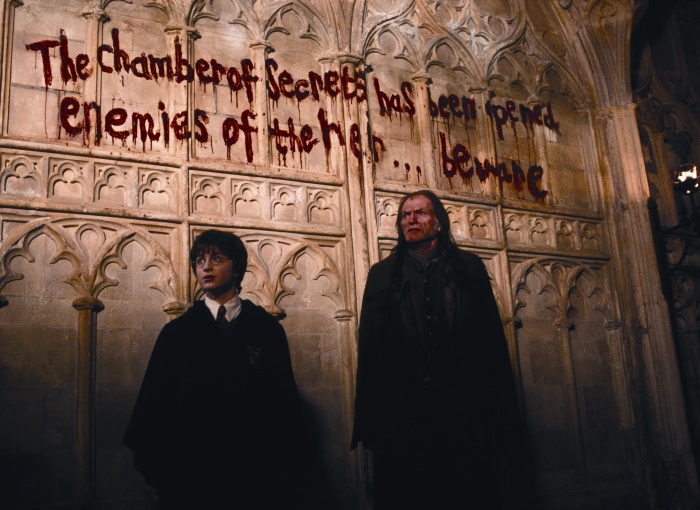 The chamber of Secrets has been opened
enemies of the heir... beware